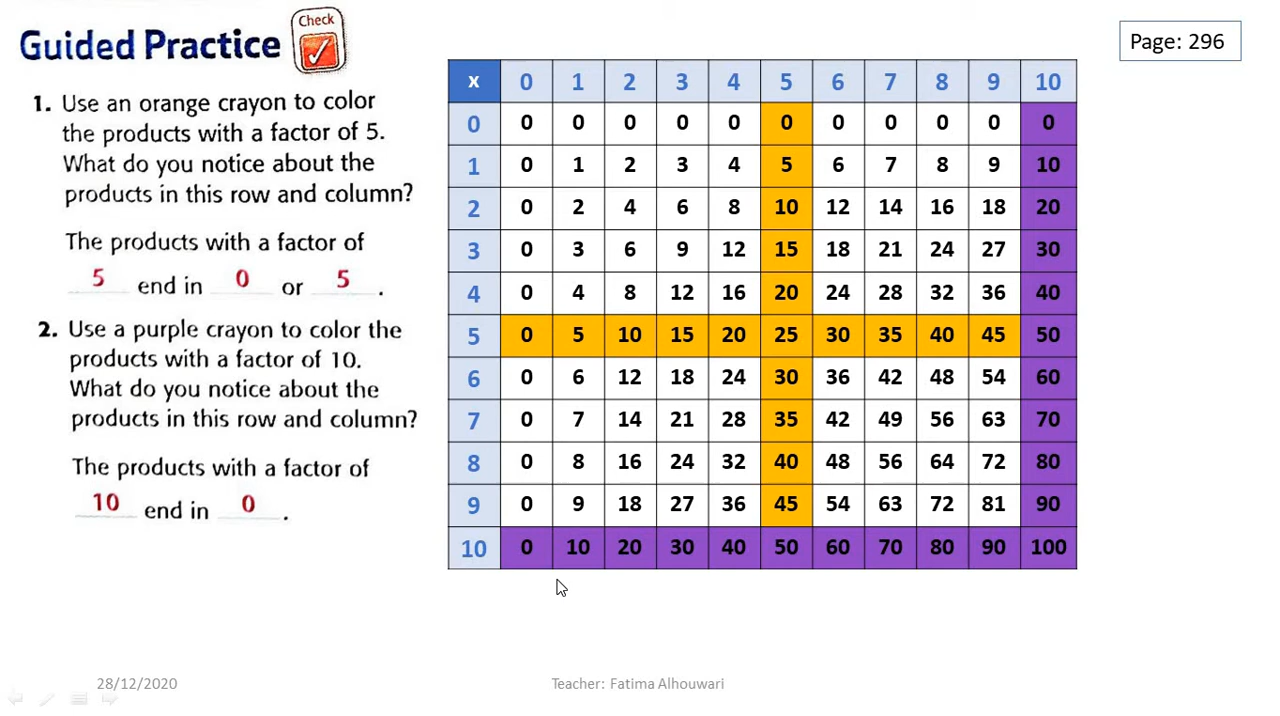 Guided Practice
Check
Page: 296
1. Use an orange crayon to color
the products with a factor of 5.
What do you notice about the
products in this row and column?
The products with a factor of
5 end in 0 or 5 .
2. Use a purple crayon to color the
products with a factor of 10.
What do you notice about the
products in this row and column?
The products with a factor of
10 end in 0 .
x 0 1 2 3 4 5 6 7 8 9 10
0 0 0 0 0 0 0 0 0 0 0 0
1 0 1 2 3 4 5 6 7 8 9 10
2 0 2 4 6 8 10 12 14 16 18 20
3 0 3 6 9 12 15 18 21 24 27 30
4 0 4 8 12 16 20 24 28 32 36 40
5 0 5 10 15 20 25 30 35 40 45 50
6 0 6 12 18 24 30 36 42 48 54 60
7 0 7 14 21 28 35 42 49 56 63 70
8 0 8 16 24 32 40 48 56 64 72 80
9 0 9 18 27 36 45 54 63 72 81 90
10 0 10 20 30 40 50 60 70 80 90 100
28/12/2020
Teacher: Fatima Alhouwari